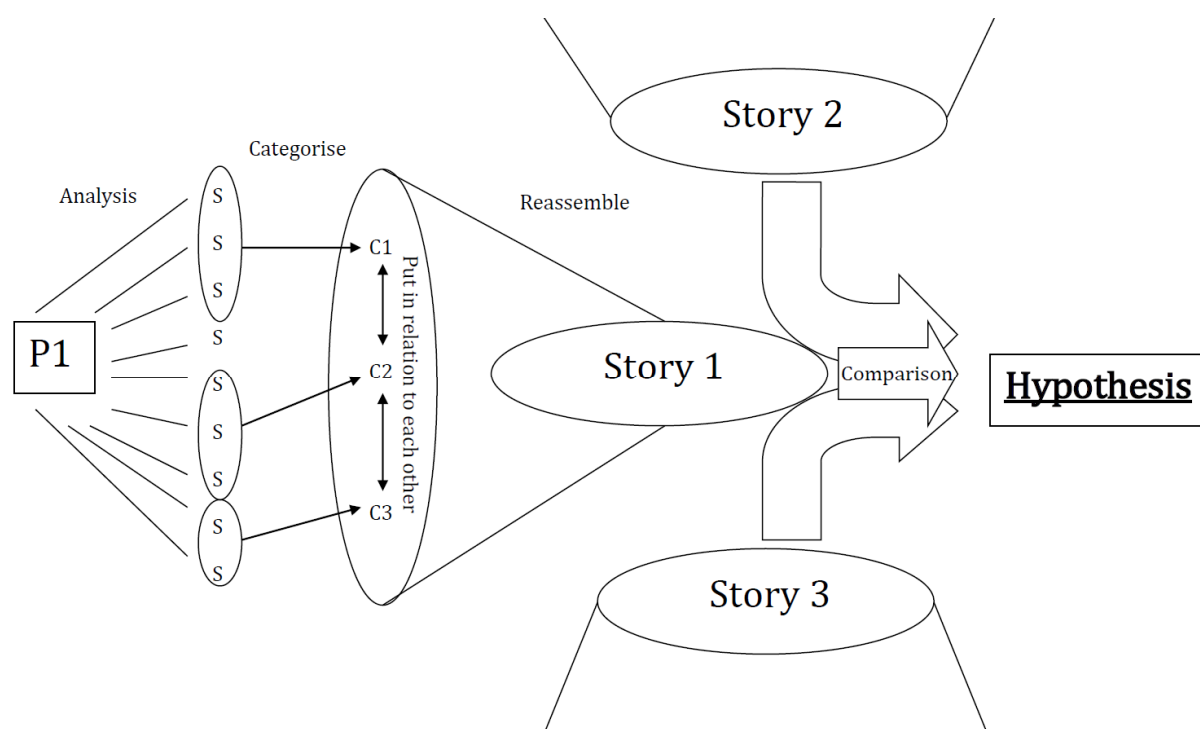 Story 2
Categorise
Analysis
Reassemble
S
S
S
S
S
S
S
S
S
P1
C1
C2
C3
Put in relation to each other
Story 1
Comparison
Hypothesis
Story 3